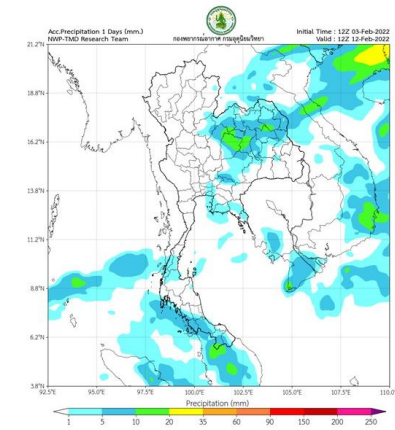 Acc.Precipitation 1 Days (mm.)
NWP-TMD Research Team
กองพยากรณ์อากาศ กรมอุตุนิยมวิทยา
Initial Time : 12Z 03-Feb-2022
Valid : 12Z 12-Feb-2022
21.2°N
18.8°N
16.2°N
13.8°N
11.2°N
8.8°N
6.2°N
3.8°N
92.5°E 95.0°E 97.5°E 100.0°E 102.5°E 105.0°E 107.5°E 110.0°E
Precipitation (mm)
1 5 10 20 35 60 90 150 200 250